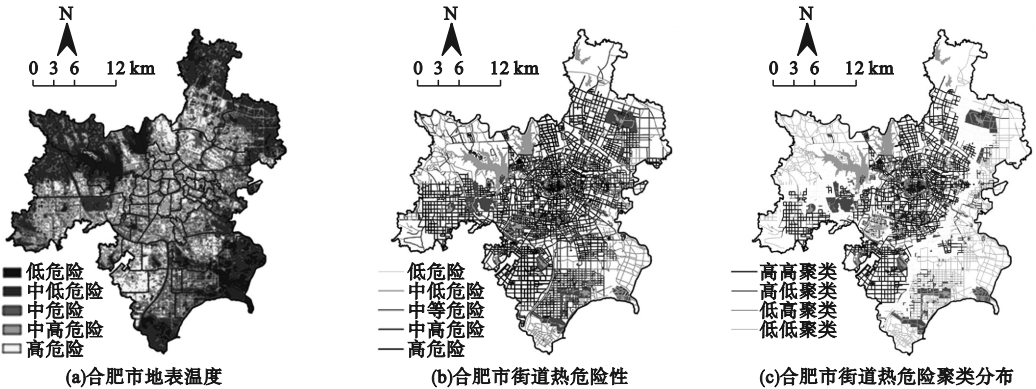 N
0 3 6 12 km
低危险
中低危险
中危险
中高危险
高危险
(a)合肥市地表温度
N
0 3 6 12 km
低危险
中低危险
中等危险
中高危险
高危险
(b)合肥市街道热危险性
N
0 3 6 12 km
高高聚类
高低聚类
低高聚类
低低聚类
(c)合肥市街道热危险聚类分布